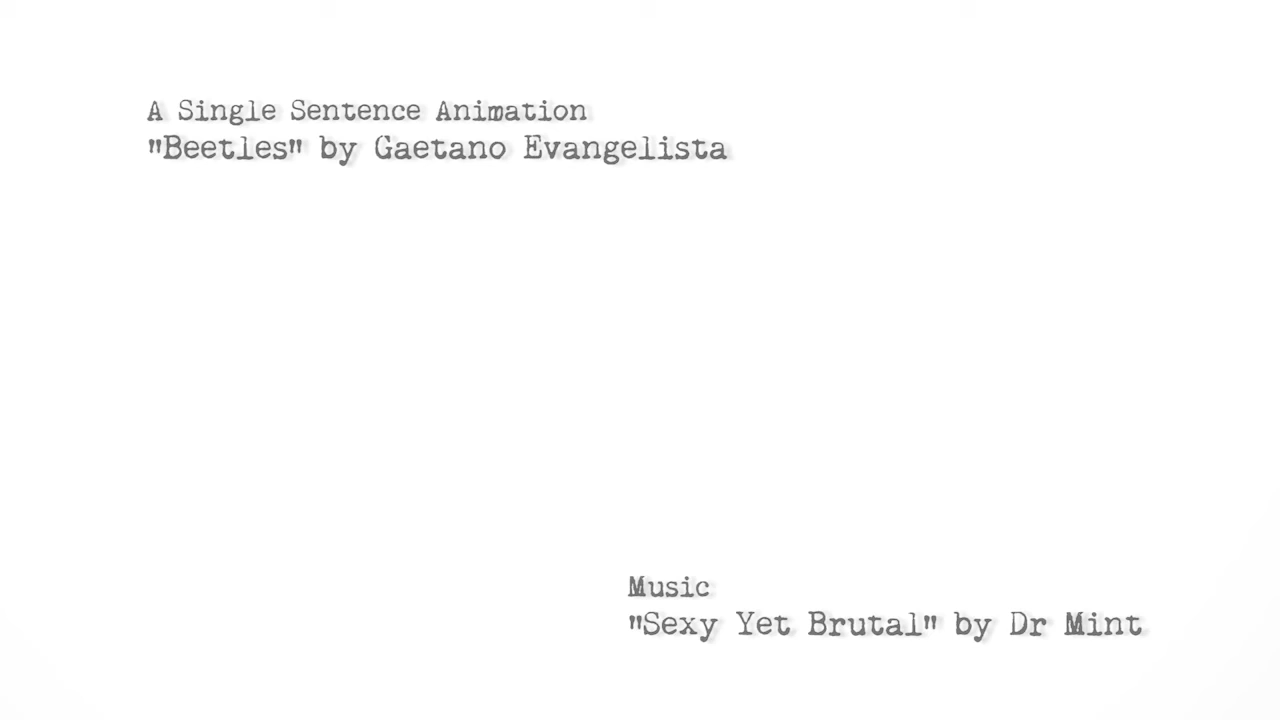 A Single Sentence Animation
"Beetles" by Gaetano Evangelista
Music
"Sexy Yet Brutal" by Dr Mint